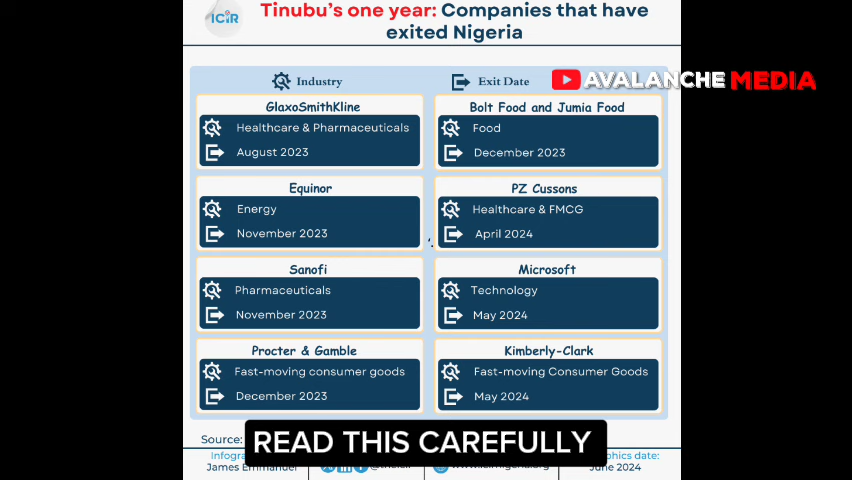 ICIR
Tinubu's one year: Companies that have
exited Nigeria
Industry
Exit Date
AVALANCHE MEDIA
GlaxoSmithKline
Healthcare & Pharmaceuticals
August 2023
Bolt Food and Jumia Food
Food
December 2023
Equinor
Energy
November 2023
PZ Cussons
Healthcare & FMCG
April 2024
Sanofi
Pharmaceuticals
November 2023
Microsoft
Technology
May 2024
Procter & Gamble
Fast-moving consumer goods
December 2023
Kimberly-Clark
Fast-moving Consumer Goods
May 2024
Source:
READ THIS CAREFULLY
James Emmanuel
date:
June 2024